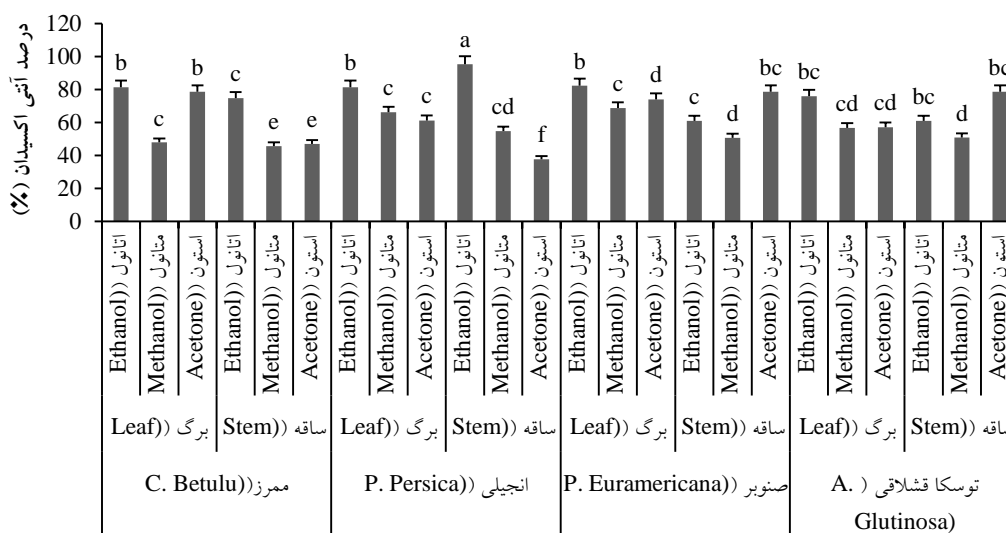 درصد آنتی اکسیدان (%)
120
100
80
60
40
20
0
b
c
b
c
e
e
b
c
c
a
cd
f
b
c
d
c
d
bc
bc
cd
cd
bc
d
bc
اتانول ((Ethanol
متانول ((Methanol
استون ((Acetone
اتانول ((Ethanol
متانول ((Methanol
استون ((Acetone
اتانول ((Ethanol
متانول ((Methanol
استون ((Acetone
اتانول ((Ethanol
متانول ((Methanol
استون ((Acetone
اتانول ((Ethanol
متانول ((Methanol
استون ((Acetone
اتانول ((Ethanol
متانول ((Methanol
استون ((Acetone
اتانول ((Ethanol
متانول ((Methanol
استون ((Acetone
اتانول ((Ethanol
متانول ((Methanol
استون ((Acetone
برگ ((Leaf
ساقه ((Stem
برگ ((Leaf
ساقه ((Stem
برگ ((Leaf
ساقه ((Stem
برگ ((Leaf
ساقه ((Stem
ممرز((C. Betulu
انجیلی ((P. Persica
صنوبر ((P. Euramericana
توسکا قشلاقی ( A.
Glutinosa)